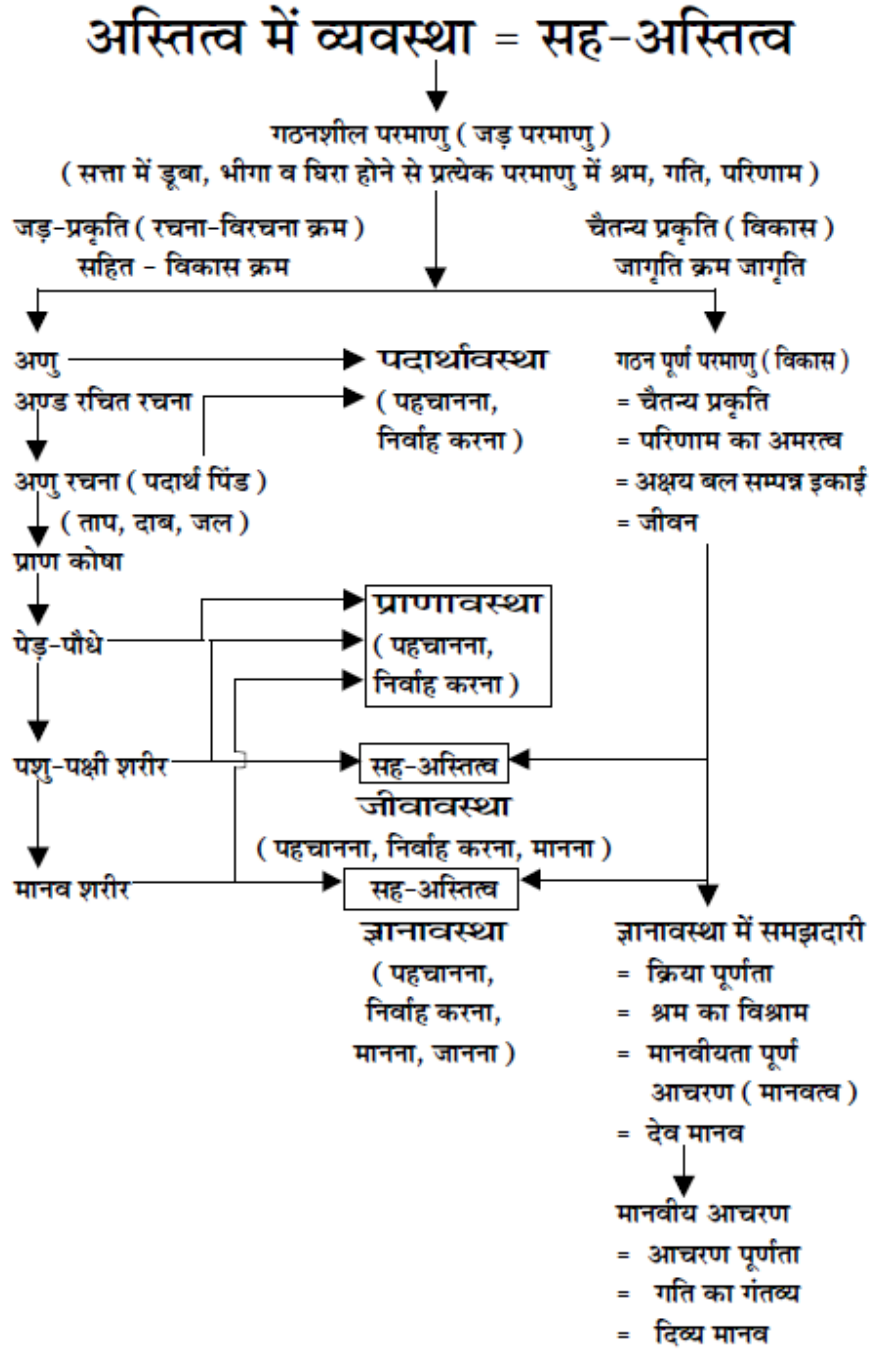 अस्तित्व में व्यवस्था = सह-अस्तित्व
गठनशील परमाणु ( जड़ परमाणु )
( सत्ता में डूबा, भीगा व घिरा होने से प्रत्येक परमाणु में श्रम, गति, परिणाम )
जड़-प्रकृति ( रचना-विरचना क्रम )
सहित - विकास क्रम
चैतन्य प्रकृति ( विकास )
जागृति क्रम जागृति
अणु
अण्ड रचित रचना
अणु रचना ( पदार्थ पिंड )
( ताप, दाब, जल )
प्राण कोषा
पेड़-पौधे
पशु-पक्षी शरीर
मानव शरीर
पदार्थावस्था
( पहचानना,
निर्वाह करना )
प्राणावस्था
( पहचानना,
निर्वाह करना )
सह-अस्तित्व
जीवावस्था
( पहचानना, निर्वाह करना, मानना )
सह-अस्तित्व
ज्ञानावस्था
( पहचानना,
निर्वाह करना,
मानना, जानना )
गठन पूर्ण परमाणु ( विकास )
= चैतन्य प्रकृति
= परिणाम का अमरत्व
= अक्षय बल सम्पन्न इकाई
= जीवन
ज्ञानावस्था में समझदारी
= क्रिया पूर्णता
= श्रम का विश्राम
= मानवीयता पूर्ण
आचरण ( मानवत्व )
= देव मानव
मानवीय आचरण
= आचरण पूर्णता
= गति का गंतव्य
= दिव्य मानव